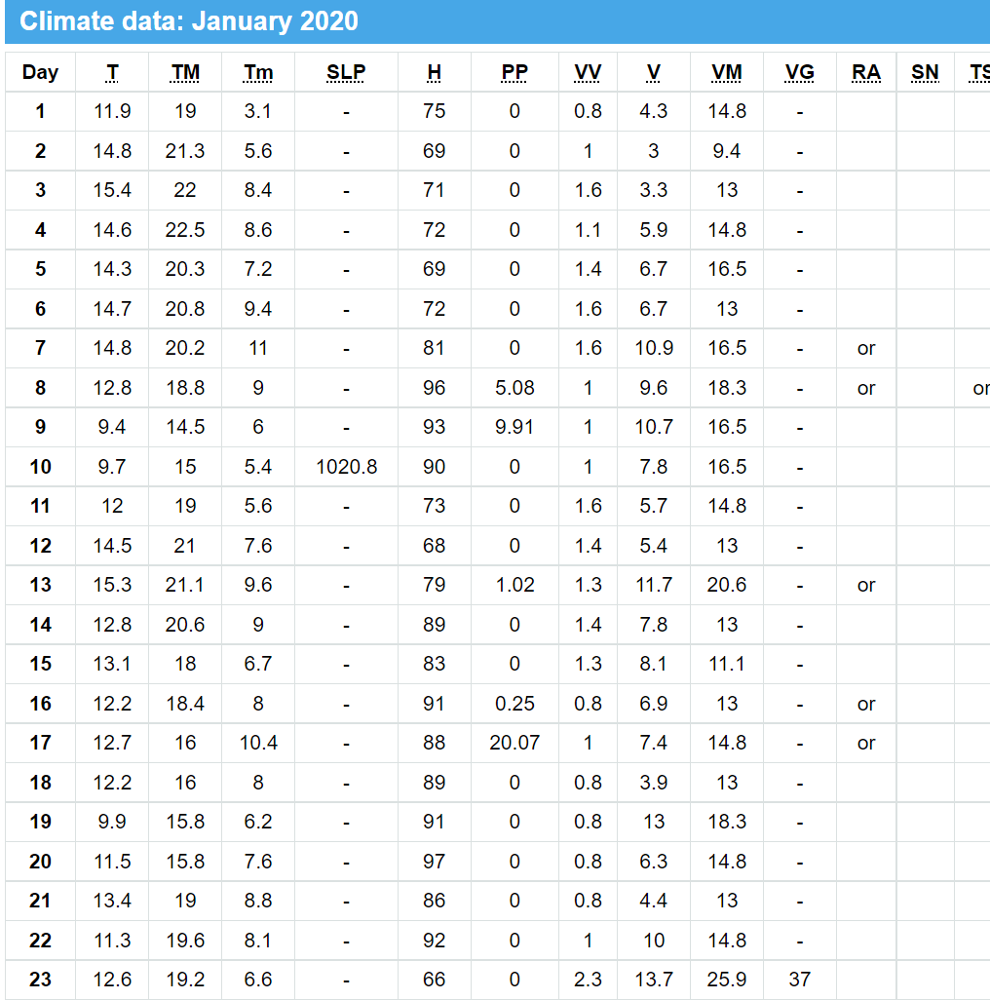 Climate data: January 2020
Day T TM Tm SLP H PP VV V VM VG RA SN TS
1 11.9 19 3.1 - 75 0 0.8 4.3 14.8 -
2 14.8 21.3 5.6 - 69 0 1 3 9.4 -
3 15.4 22 8.4 - 71 0 1.6 3.3 13 -
4 14.6 22.5 8.6 - 72 0 1.1 5.9 14.8 -
5 14.3 20.3 7.2 - 69 0 1.4 6.7 16.5 -
6 14.7 20.8 9.4 - 72 0 1.6 6.7 13 -
7 14.8 20.2 11 - 81 0 1.6 10.9 16.5 - or
8 12.8 18.8 9 - 96 5.08 1 9.6 18.3 - or or
9 9.4 14.5 6 - 93 9.91 1 10.7 16.5 -
10 9.7 15 5.4 1020.8 90 0 1 7.8 16.5 -
11 12 19 5.6 - 73 0 1.6 5.7 14.8 -
12 14.5 21 7.6 - 68 0 1.4 5.4 13 -
13 15.3 21.1 9.6 - 79 1.02 1.3 11.7 20.6 - or
14 12.8 20.6 9 - 89 0 1.4 7.8 13 -
15 13.1 18 6.7 - 83 0 1.3 8.1 11.1 -
16 12.2 18.4 8 - 91 0.25 0.8 6.9 13 - or
17 12.7 16 10.4 - 88 20.07 1 7.4 14.8 - or
18 12.2 16 8 - 89 0 0.8 3.9 13 -
19 9.9 15.8 6.2 - 91 0 0.8 13 18.3 -
20 11.5 15.8 7.6 - 97 0 0.8 6.3 14.8 -
21 13.4 19 8.8 - 86 0 0.8 4.4 13 -
22 11.3 19.6 8.1 - 92 0 1 10 14.8 -
23 12.6 19.2 6.6 - 66 0 2.3 13.7 25.9 37